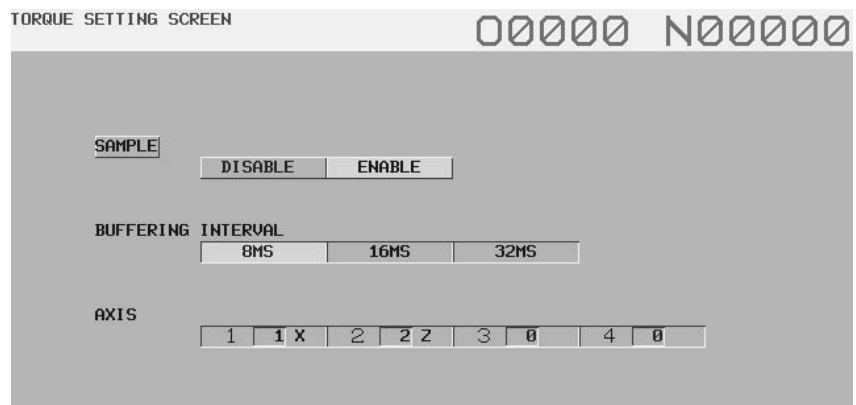 TORQUE SETTING SCREEN O0000 N00000
SAMPLE
DISABLE ENABLE
BUFFERING INTERVAL
8MS 16MS 32MS
AXIS
1 1 X 2 2 Z 3 0 4 0